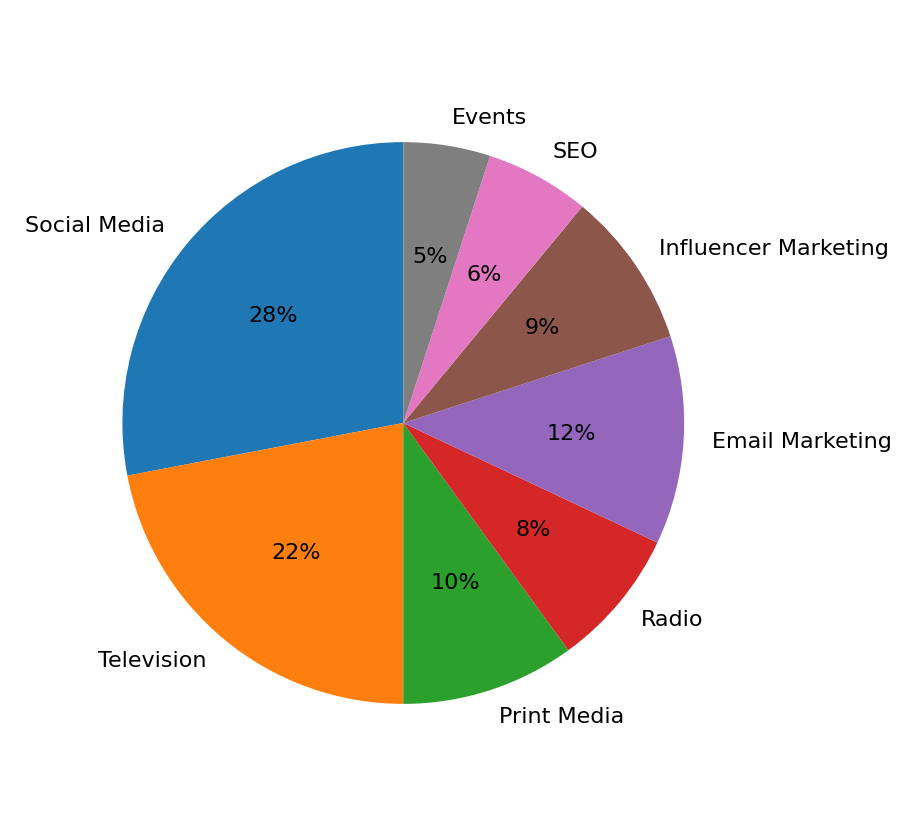 Events
SEO
Social Media
Influencer Marketing
5%
6%
28%
9%
12%
Email Marketing
8%
22%
10%
Radio
Television
Print Media